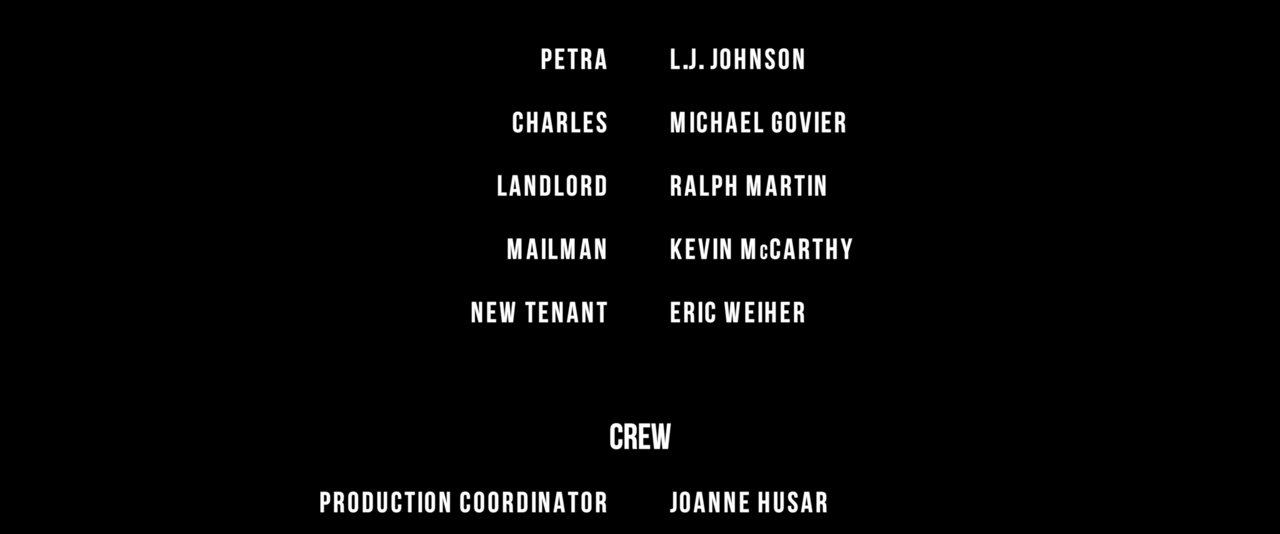 PETRA L.J. JOHNSON
CHARLES MICHAEL GOVIER
LANDLORD RALPH MARTIN
MAILMAN KEVIN McCARTHY
NEW TENANT ERIC WEIHER
CREW
PRODUCTION COORDINATOR JOANNE HUSAR